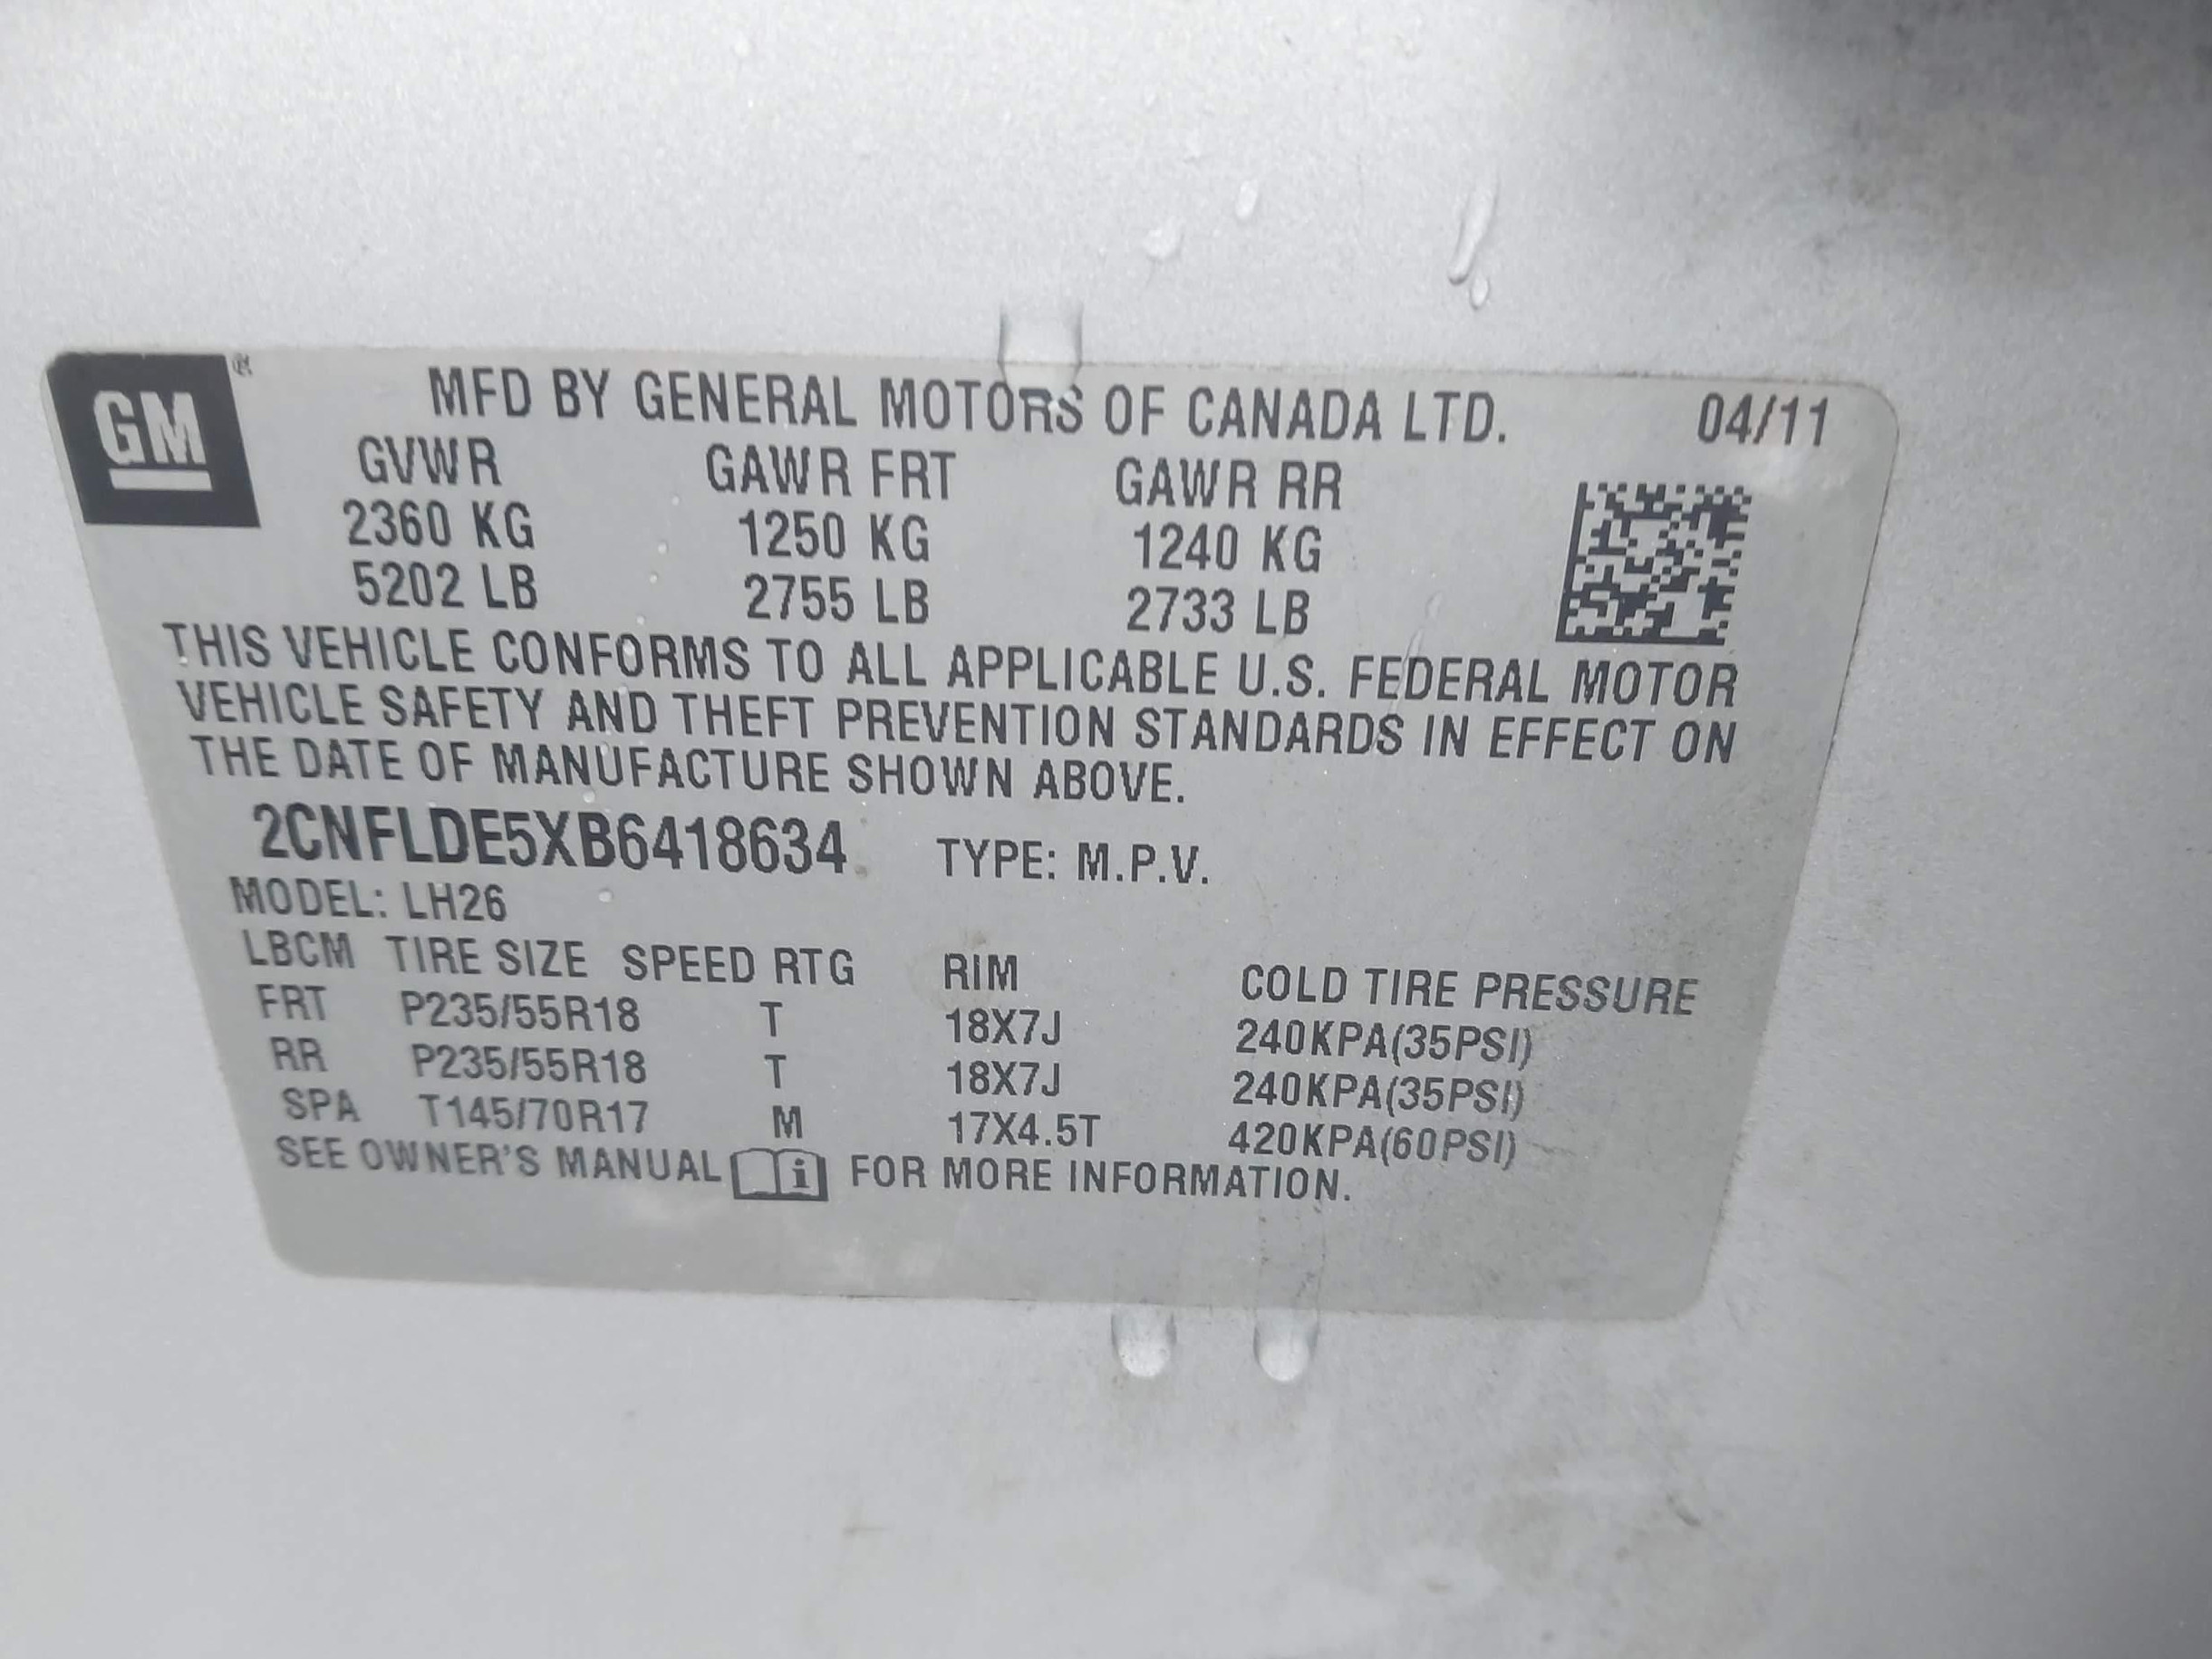 GM ®
MFD BY GENERAL MOTORS OF CANADA LTD. 04/11
GVWR GAWR FRT GAWR RR
2360 KG 1250 KG 1240 KG
5202 LB 2755 LB 2733 LB
THIS VEHICLE CONFORMS TO ALL APPLICABLE U.S. FEDERAL MOTOR
VEHICLE SAFETY AND THEFT PREVENTION STANDARDS IN EFFECT ON
THE DATE OF MANUFACTURE SHOWN ABOVE.
2CNFLDE5XB6418634 TYPE: M.P.V.
MODEL: LH26
LBCM TIRE SIZE SPEED RTG RIM COLD TIRE PRESSURE
FRT P235/55R18 T 18X7J 240KPA(35PSI)
RR P235/55R18 T 18X7J 240KPA(35PSI)
SPA T145/70R17 M 17X4.5T 420KPA(60PSI)
SEE OWNER'S MANUAL i FOR MORE INFORMATION.